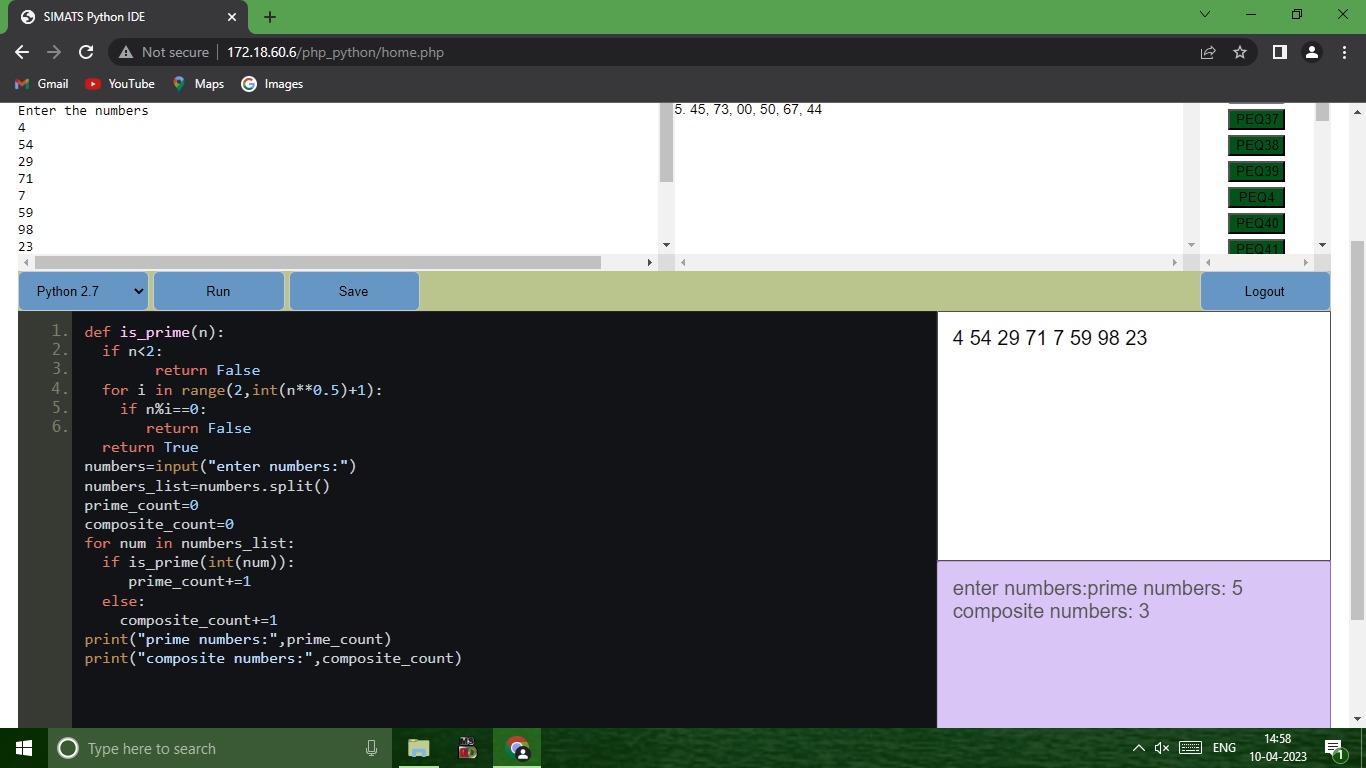 SIMATS Python IDE
Not secure 172.18.60.6/php_python/home.php
Gmail YouTube Maps Images
Enter the numbers
4
54
29
71
7
59
98
23
5. 45, 73, 00, 50, 67, 44
PEQ37
PEQ38
PEQ39
PEQ4
PEQ40
PEQ41
Python 2.7 Run Save Logout
1. def is_prime(n):
2. if n<2:
3. return False
4. for i in range(2,int(n**0.5)+1):
5. if n%i==0:
6. return False
return True
numbers=input("enter numbers:")
numbers_list=numbers.split()
prime_count=0
composite_count=0
for num in numbers_list:
if is_prime(int(num)):
prime_count+=1
else:
composite_count+=1
print("prime numbers:",prime_count)
print("composite numbers:",composite_count)
4 54 29 71 7 59 98 23
enter numbers:prime numbers: 5
composite numbers: 3
Type here to search
ENG
14:58
10-04-2023
1